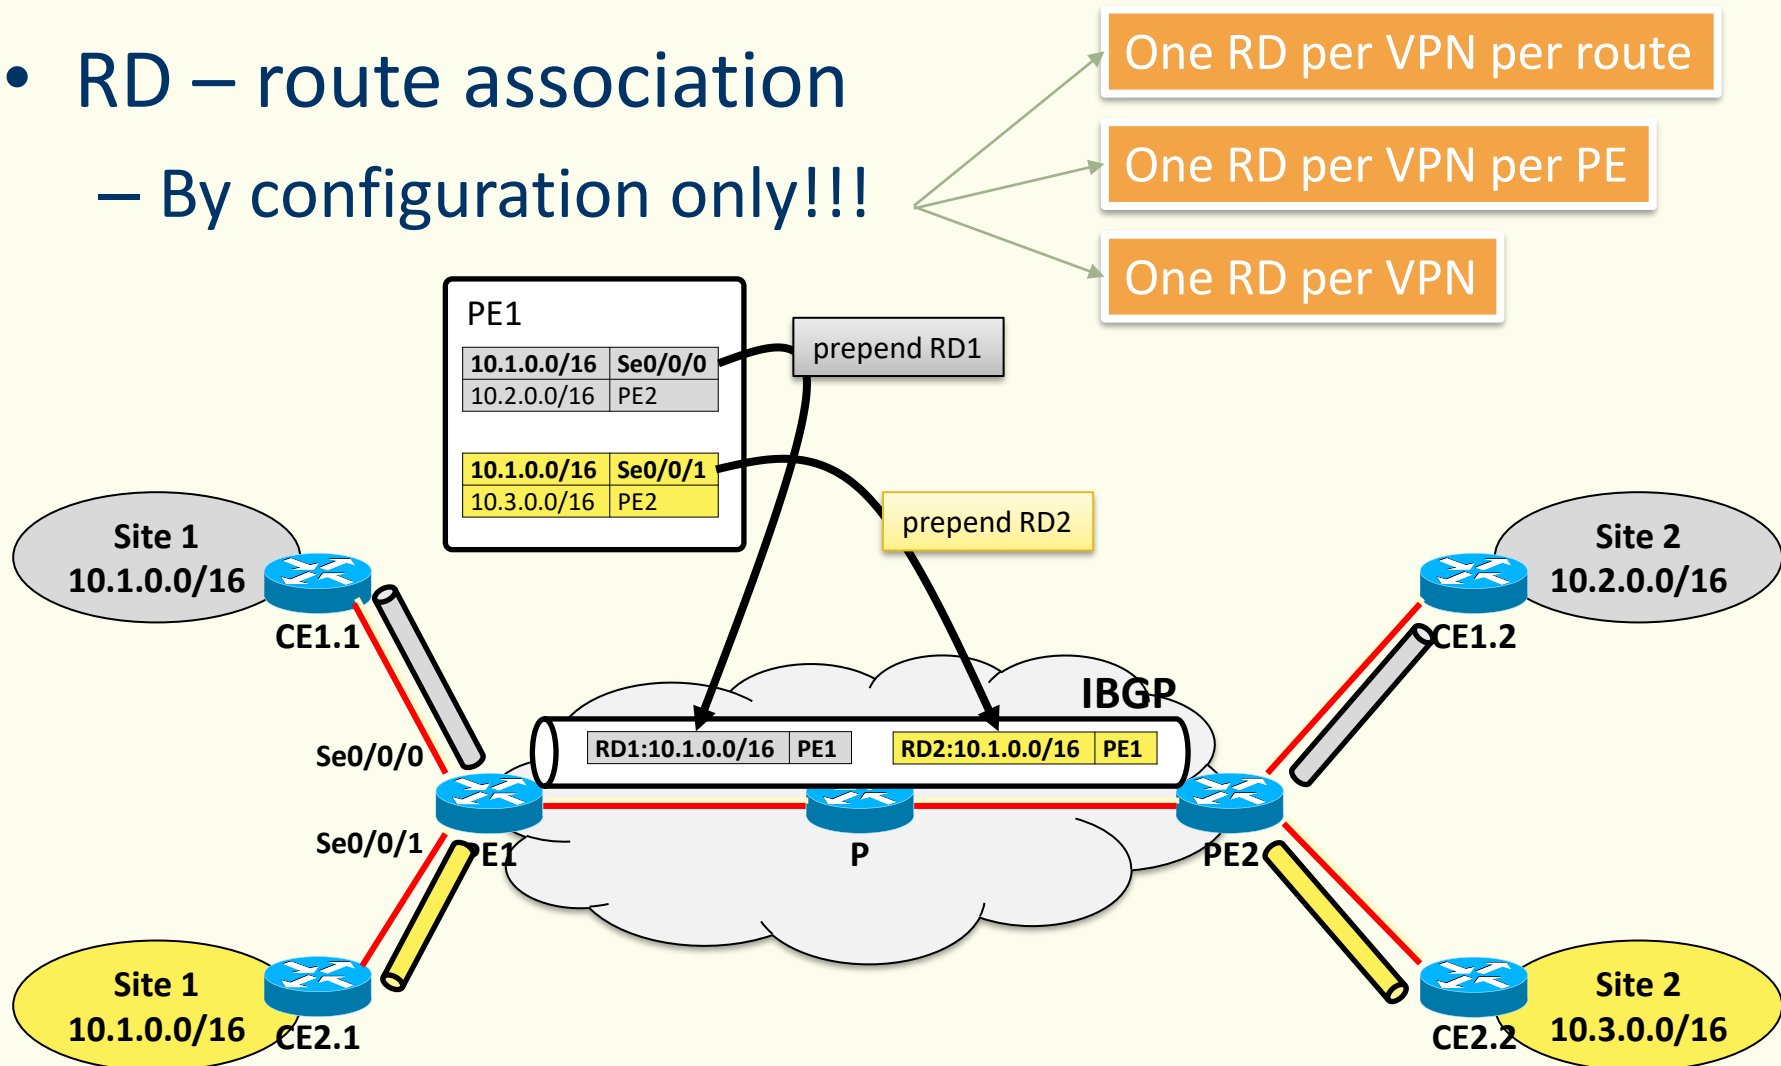 • RD – route association
– By configuration only!!!
One RD per VPN per route
One RD per VPN per PE
One RD per VPN
PE1
10.1.0.0/16 Se0/0/0
10.2.0.0/16 PE2
10.1.0.0/16 Se0/0/1
10.3.0.0/16 PE2
prepend RD1
prepend RD2
Site 1
10.1.0.0/16
CE1.1
Site 2
10.2.0.0/16
CE1.2
IBGP
RD1:10.1.0.0/16 PE1
RD2:10.1.0.0/16 PE1
Se0/0/0
Se0/0/1
PE1
P
PE2
Site 1
10.1.0.0/16
CE2.1
Site 2
10.3.0.0/16
CE2.2